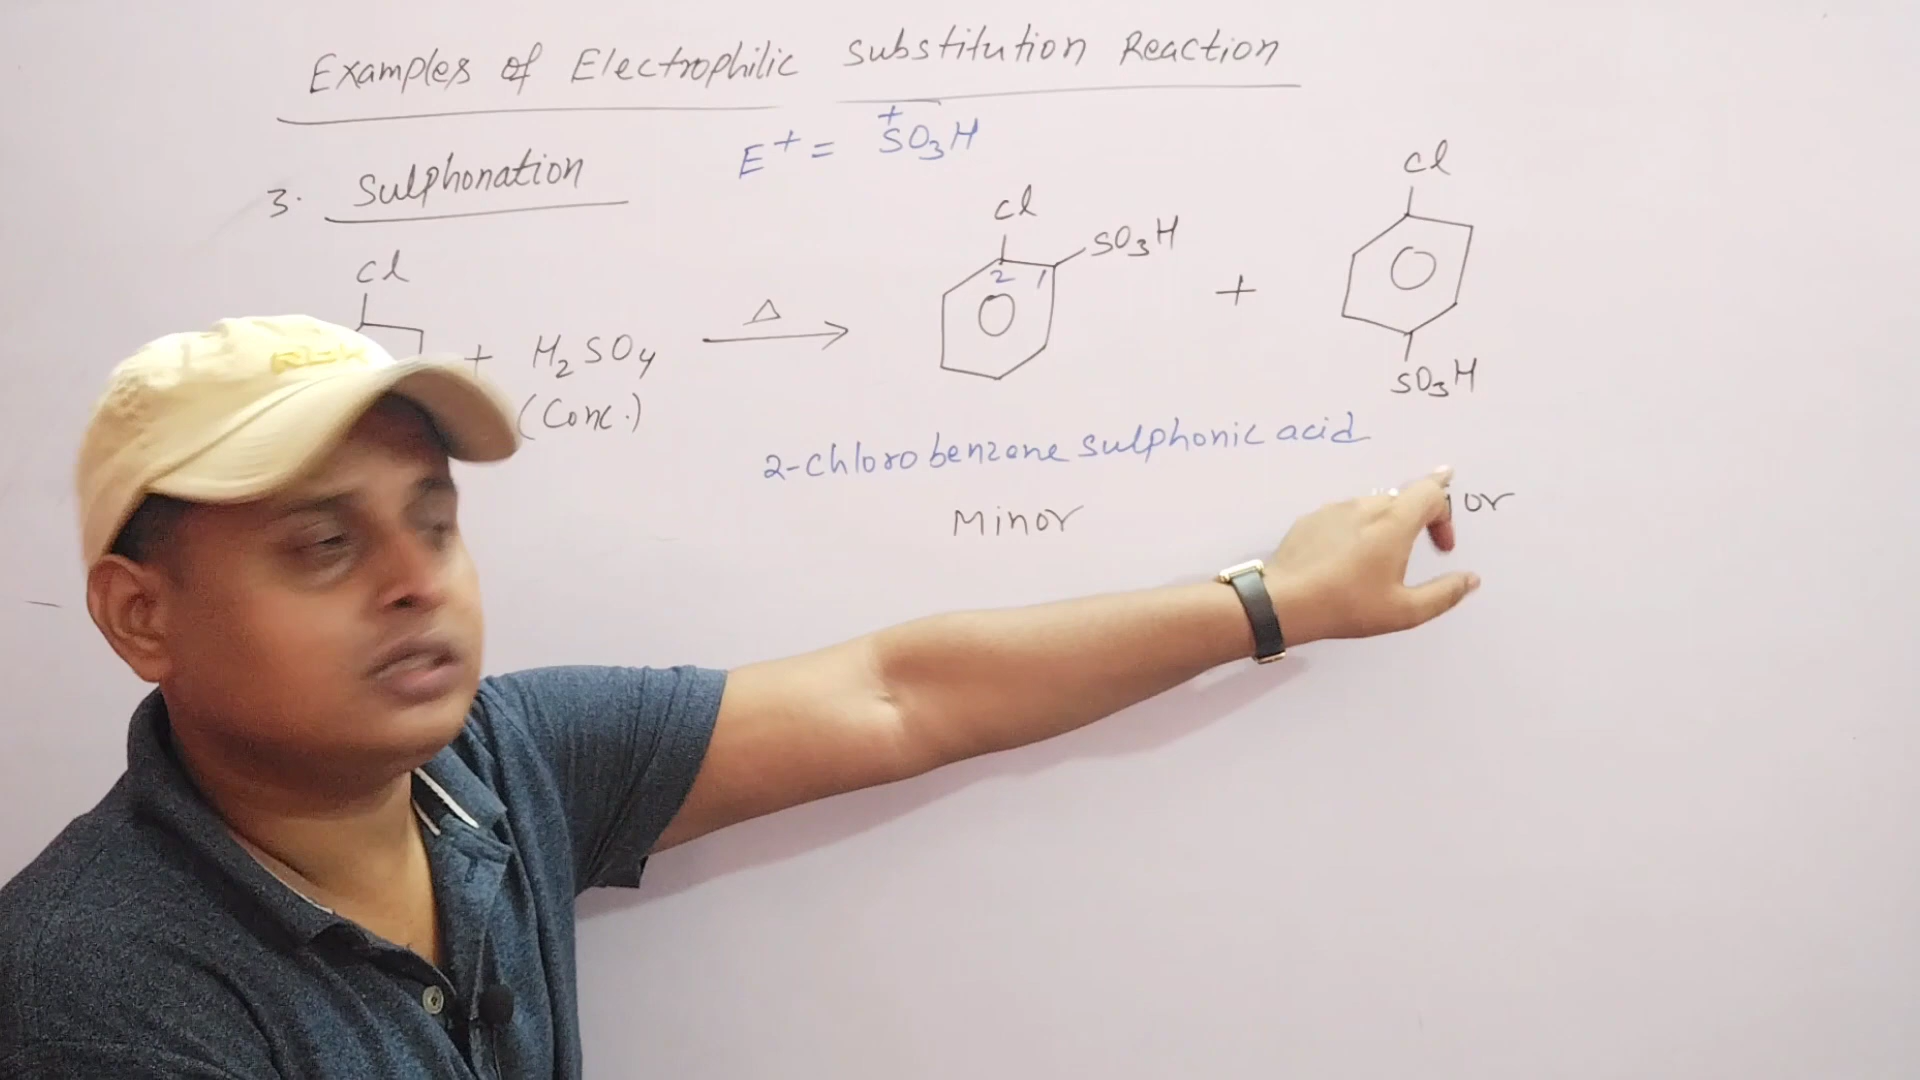 Examples of Electrophilic substitution Reaction
E+ = +SO3H
3. Sulphonation
Cl + H2SO4 (Conc.) Δ → Cl 2 1 SO3H + Cl SO3H
2-chlorobenzene sulphonic acid
Minor